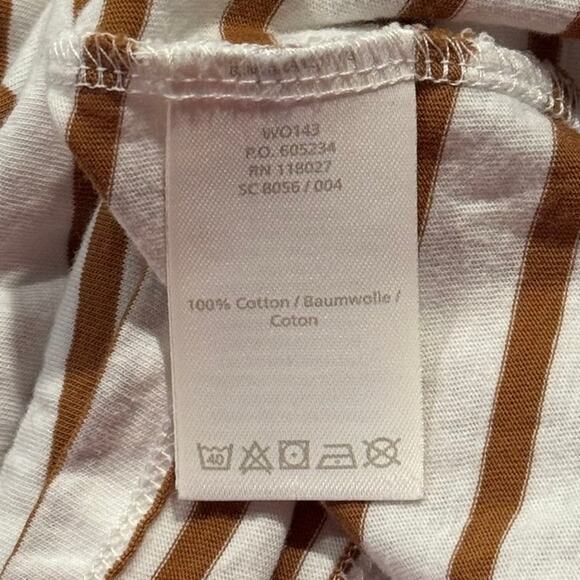 WO143
P.O. 605234
RN 118027
SC 8056 / 004
100% Cotton / Baumwolle /
Coton
40